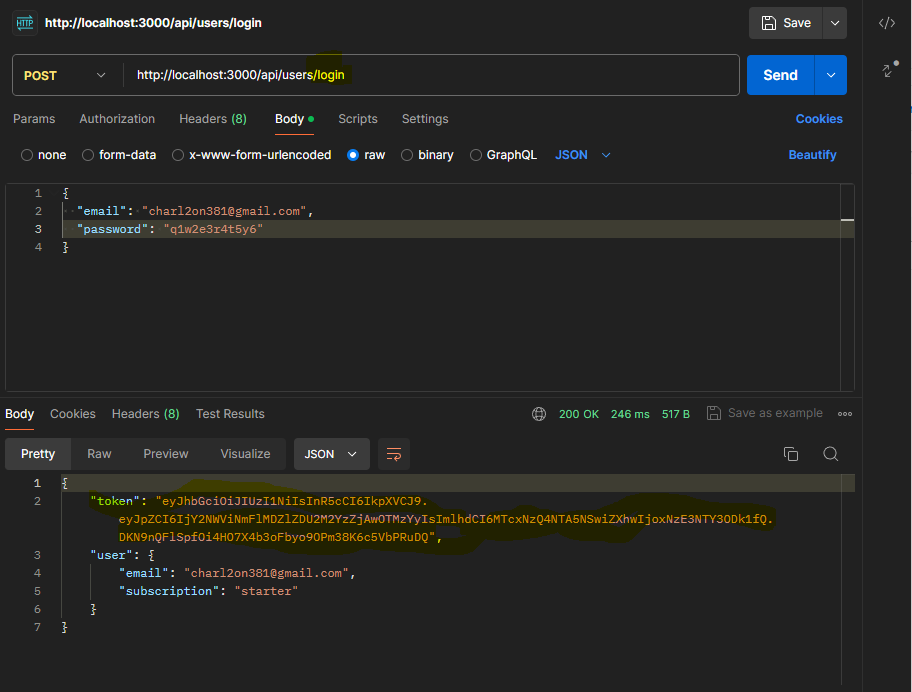 HTTP http://localhost:3000/api/users/login Save
POST http://localhost:3000/api/users/login Send
Params Authorization Headers (8) Body Scripts Settings Cookies
none form-data x-www-form-urlencoded raw binary GraphQL JSON Beautify
1 {
2 "email": "charl2on381@gmail.com",
3 "password": "q1w2e3r4t5y6"
4 }
Body Cookies Headers (8) Test Results 200 OK 246 ms 517 B Save as example
Pretty Raw Preview Visualize JSON
1 {
2 "token": "eyJhbGciOiJIUzI1NiIsInR5cCI6IkpXVCJ9.
eyJpZCI6IjY2NWViNmFlMDZlZDU2M2YzZjAwOTMzYyIsImlhdCI6MTcxNzQ4NTA5NSwiZXhwIjoxNzE3NTY3ODk1fQ.
DKN9nQFlSpfOi4HO7X4b3oFbyo9OPm38K6c5VbPRuDQ",
3 "user": {
4 "email": "charl2on381@gmail.com",
5 "subscription": "starter"
6 }
7 }